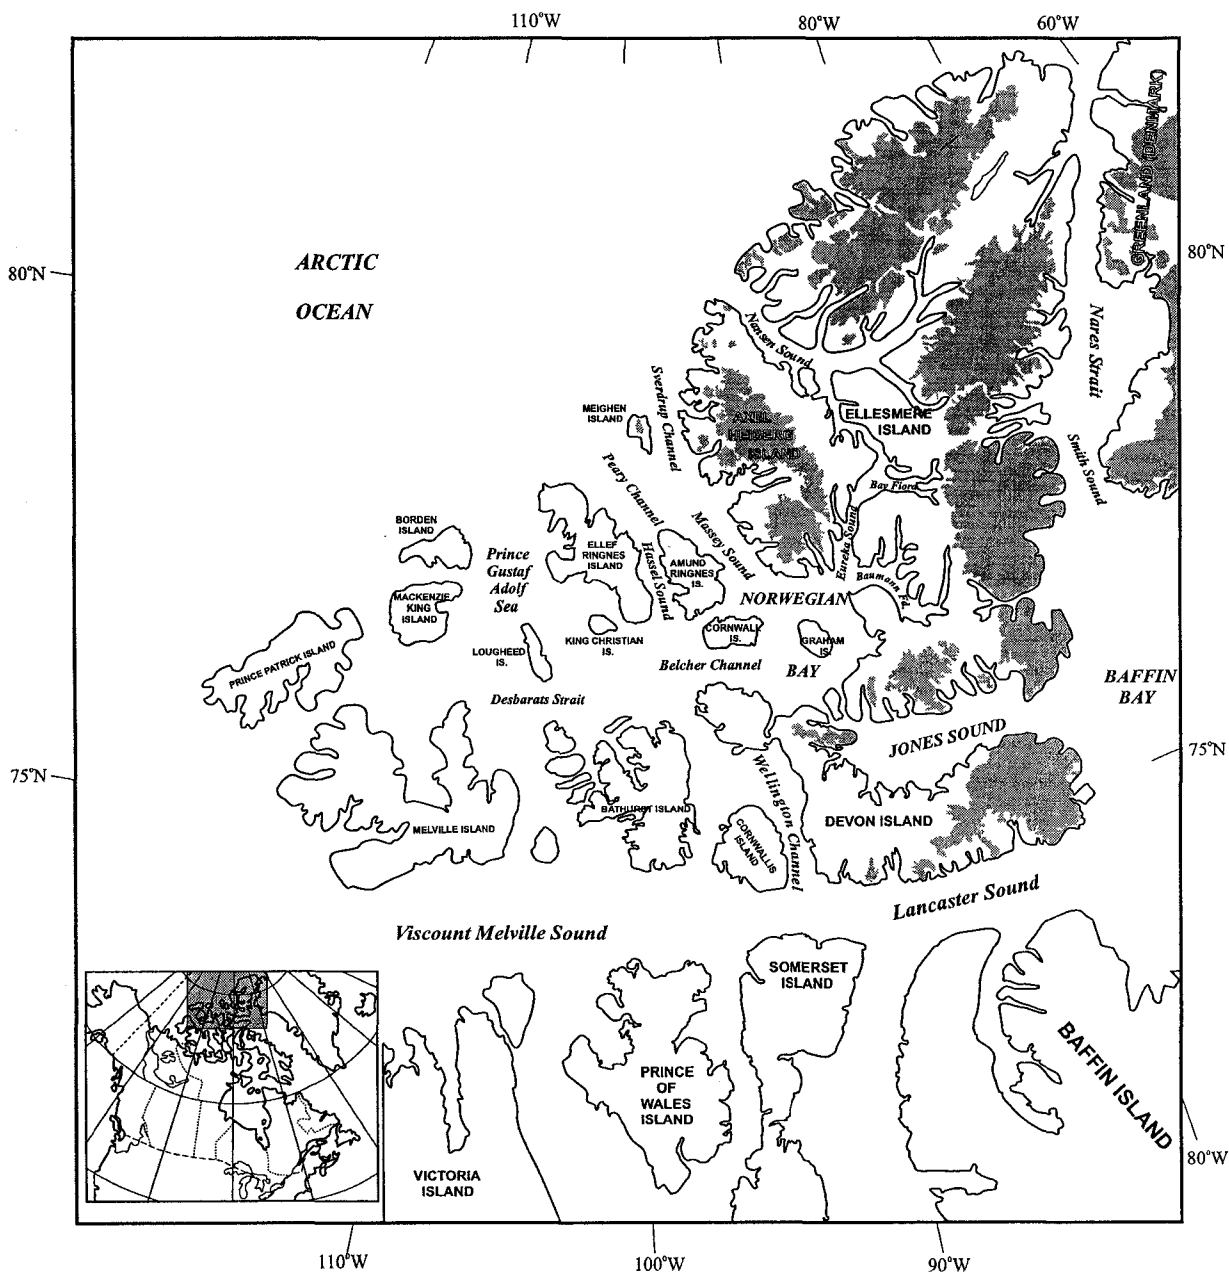 110°W
80°W
60°W
GREENLAND (DENMARK)
80°N
80°N
ARCTIC
OCEAN
Nansen Sound
Nares Strait
Sverdrup Channel
MEIGHEN
ISLAND
AXEL
HEIBERG
ISLAND
ELLESMERE
ISLAND
Smith Sound
Peary Channel
Bay Fiord
Massey Sound
Eureka Sound
BORDEN
ISLAND
Prince
Gustaf
Adolf
Sea
ELLEF
RINGNES
ISLAND
Hassel Sound
AMUND
RINGNES
IS.
Baumann Fd.
MACKENZIE
KING
ISLAND
NORWEGIAN
PRINCE PATRICK ISLAND
LOUGHEED
IS.
KING CHRISTIAN
IS.
CORNWALL
IS.
GRAHAM
IS.
Belcher Channel
BAY
BAFFIN
BAY
Desbarats Strait
JONES SOUND
75°N
75°N
Wellington Channel
BATHURST ISLAND
DEVON ISLAND
MELVILLE ISLAND
CORNWALLIS
ISLAND
Lancaster Sound
Viscount Melville Sound
SOMERSET
ISLAND
BAFFIN ISLAND
PRINCE
OF
WALES
ISLAND
VICTORIA
ISLAND
80°W
110°W
100°W
90°W